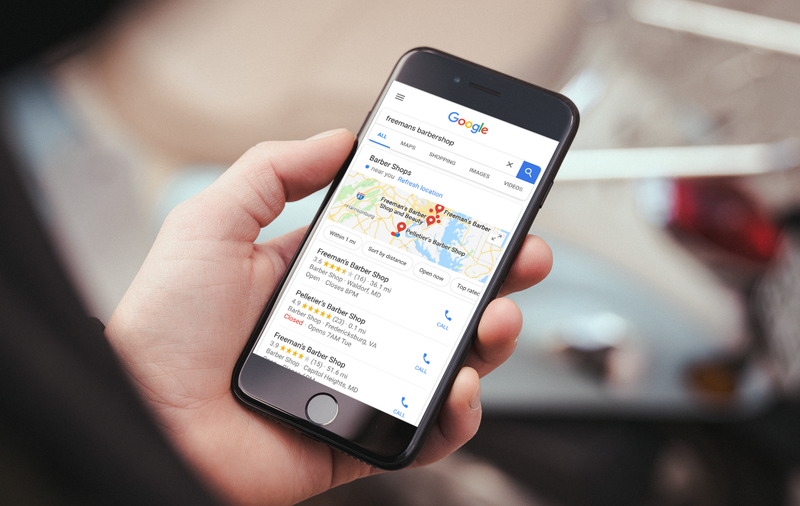 Google
freemans barbershop
ALL MAPS SHOPPING IMAGES VIDEOS
Barber Shops
near you Refresh location
Harrisonburg
Freeman's Barber
Shop and Beauty
Freeman's Barber
Pelletier's Barber Shop
Within 1 mi Sort by distance Open now Top rated
Freeman's Barber Shop
3.6 (16) · 36.1 mi
Barber Shop · Waldorf, MD
Open · Closes 8PM
CALL
Pelletier's Barber Shop
4.9 (23) · 0.1 mi
Barber Shop · Fredericksburg, VA
Closed · Opens 7AM Tue
CALL
Freeman's Barber Shop
3.9 (15) · 51.6 mi
Barber Shop · Capitol Heights, MD
CALL